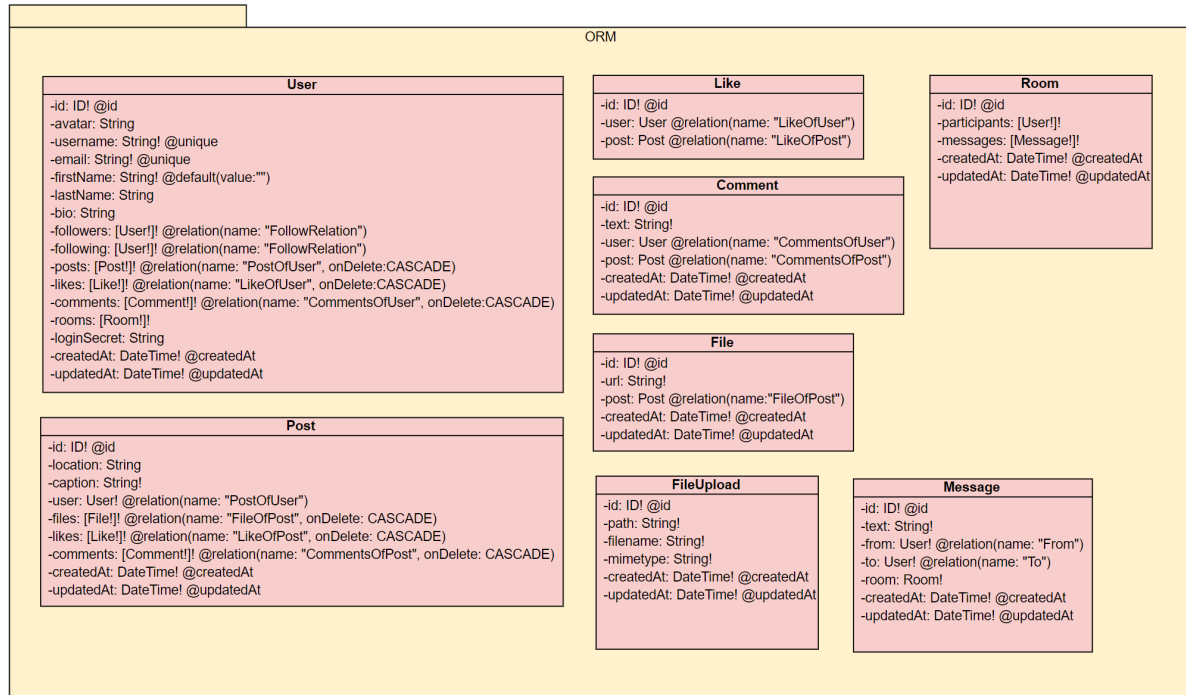 ORM
User
-id: ID! @id
-avatar: String
-username: String! @unique
-email: String! @unique
-firstName: String! @default(value:"")
-lastName: String
-bio: String
-followers: [User!]! @relation(name: "FollowRelation")
-following: [User!]! @relation(name: "FollowRelation")
-posts: [Post!]! @relation(name: "PostOfUser", onDelete:CASCADE)
-likes: [Like!]! @relation(name: "LikeOfUser", onDelete:CASCADE)
-comments: [Comment!]! @relation(name: "CommentsOfUser", onDelete:CASCADE)
-rooms: [Room!]!
-loginSecret: String
-createdAt: DateTime! @createdAt
-updatedAt: DateTime! @updatedAt
Like
-id: ID! @id
-user: User @relation(name: "LikeOfUser")
-post: Post @relation(name: "LikeOfPost")
Room
-id: ID! @id
-participants: [User!]!
-messages: [Message!]!
-createdAt: DateTime! @createdAt
-updatedAt: DateTime! @updatedAt
Comment
-id: ID! @id
-text: String!
-user: User @relation(name: "CommentsOfUser")
-post: Post @relation(name: "CommentsOfPost")
-createdAt: DateTime! @createdAt
-updatedAt: DateTime! @updatedAt
File
-id: ID! @id
-url: String!
-post: Post @relation(name:"FileOfPost")
-createdAt: DateTime! @createdAt
-updatedAt: DateTime! @updatedAt
Post
-id: ID! @id
-location: String
-caption: String!
-user: User! @relation(name: "PostOfUser")
-files: [File!]! @relation(name: "FileOfPost", onDelete: CASCADE)
-likes: [Like!]! @relation(name: "LikeOfPost", onDelete: CASCADE)
-comments: [Comment!]! @relation(name: "CommentsOfPost", onDelete: CASCADE)
-createdAt: DateTime! @createdAt
-updatedAt: DateTime! @updatedAt
FileUpload
-id: ID! @id
-path: String!
-filename: String!
-mimetype: String!
-createdAt: DateTime! @createdAt
-updatedAt: DateTime! @updatedAt
Message
-id: ID! @id
-text: String!
-from: User! @relation(name: "From")
-to: User! @relation(name: "To")
-room: Room!
-createdAt: DateTime! @createdAt
-updatedAt: DateTime! @updatedAt